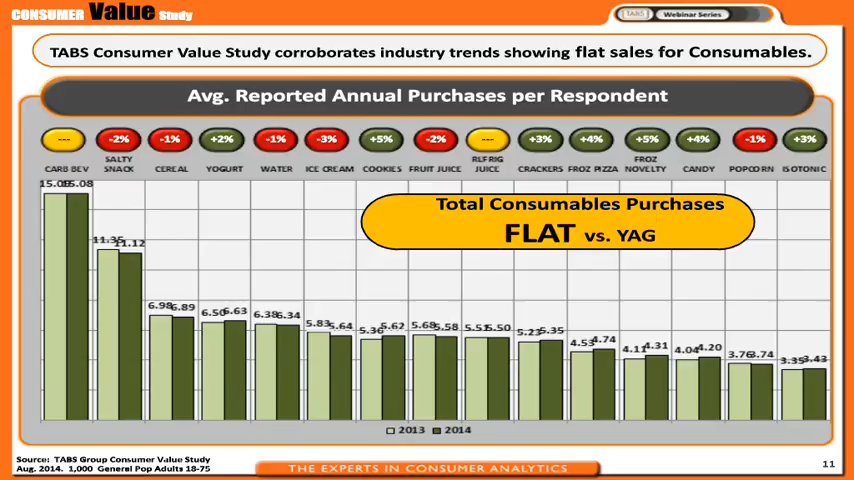 CONSUMER Value Study
TABS Webinar Series
TABS Consumer Value Study corroborates industry trends showing flat sales for Consumables.
Avg. Reported Annual Purchases per Respondent
--- -2% -1% +2% -1% -3% +5% -2% --- +3% +4% +5% +4% -1% +3%
CARB BEV SALTY SNACK CEREAL YOGURT WATER ICE CREAM COOKIES FRUIT JUICE RLFRIG JUICE CRACKERS FROZ PIZZA FROZ NOVELTY CANDY POPCORN ISOTONIC
Total Consumables Purchases
FLAT vs. YAG
15.08 11.35 11.12 6.98 6.89 6.50 6.63 6.38 6.34 5.83 5.64 5.36 5.62 5.68 5.58 5.51 5.50 5.23 5.35 4.53 4.74 4.11 4.31 4.04 4.20 3.76 3.74 3.35 3.43
2013 2014
Source: TABS Group Consumer Value Study
Aug. 2014. 1,000 General Pop Adults 18-75
THE EXPERTS IN CONSUMER ANALYTICS
11